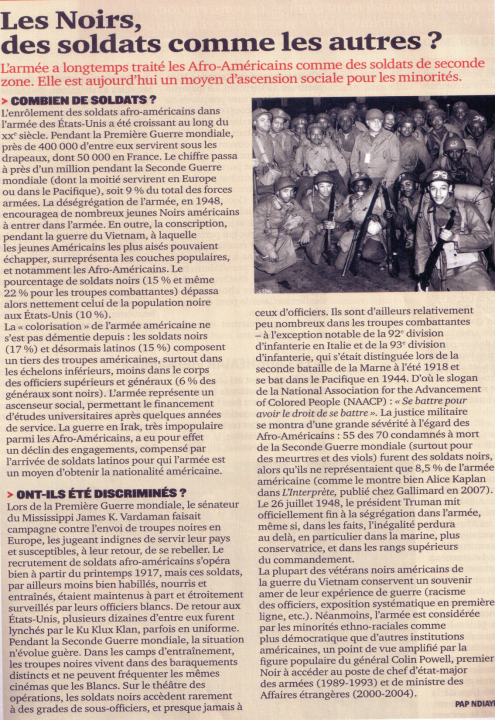 Les Noirs,
des soldats comme les autres ?
L'armée a longtemps traité les Afro-Américains comme des soldats de seconde
zone. Elle est aujourd'hui un moyen d'ascension sociale pour les minorités.
> COMBIEN DE SOLDATS ?
L'enrôlement des soldats afro-américains dans
l'armée des États-Unis a été croissant au long du
XXe siècle. Pendant la Première Guerre mondiale,
près de 400 000 d'entre eux servirent sous les
drapeaux, dont 50 000 en France. Le chiffre passa
à près d'un million pendant la Seconde Guerre
mondiale (dont la moitié servirent en Europe
ou dans le Pacifique), soit 9 % du total des forces
armées. La déségrégation de l'armée, en 1948,
encouragea de nombreux jeunes Noirs américains
à entrer dans l'armée. En outre, la conscription,
pendant la guerre du Vietnam, à laquelle
les jeunes Américains les plus aisés pouvaient
échapper, surreprésenta les couches populaires,
et notamment les Afro-Américains. Le
pourcentage de soldats noirs (15 % et même
22 % pour les troupes combattantes) dépassa
alors nettement celui de la population noire
aux États-Unis (10 %).
La « colorisation » de l'armée américaine ne
s'est pas démentie depuis : les soldats noirs
(17 %) et désormais latinos (15 %) composent
un tiers des troupes américaines, surtout dans
les échelons inférieurs, moins dans le corps
des officiers supérieurs et généraux (6 % des
généraux sont noirs). L'armée représente un
ascenseur social, permettant le financement
d'études universitaires après quelques années
de service. La guerre en Irak, très impopulaire
parmi les Afro-Américains, a eu pour effet
un déclin des engagements, compensé par
l'arrivée de soldats latinos pour qui l'armée est
un moyen d'obtenir la nationalité américaine.
> ONT-ILS ÉTÉ DISCRIMINÉS ?
Lors de la Première Guerre mondiale, le sénateur
du Mississippi James K. Vardaman faisait
campagne contre l'envoi de troupes noires en
Europe, les jugeant indignes de servir leur pays
et susceptibles, à leur retour, de se rebeller. Le
recrutement de soldats afro-américains s'opéra
bien à partir du printemps 1917, mais ces soldats,
par ailleurs moins bien habillés, nourris et
entraînés, étaient maintenus à part et étroitement
surveillés par leurs officiers blancs. De retour aux
États-Unis, plusieurs dizaines d'entre eux furent
lynchés par le Ku Klux Klan, parfois en uniforme.
Pendant la Seconde Guerre mondiale, la situation
n'évolue guère. Dans les camps d'entraînement,
les troupes noires vivent dans des baraquements
distincts et ne peuvent fréquenter les mêmes
cinémas que les Blancs. Sur le théâtre des
opérations, les soldats noirs accèdent rarement
à des grades de sous-officiers, et presque jamais à
ceux d'officiers. Ils sont d'ailleurs relativement
peu nombreux dans les troupes combattantes
– à l'exception notable de la 92e division
d'infanterie en Italie et de la 93e division
d'infanterie, qui s'était distinguée lors de la
seconde bataille de la Marne à l'été 1918 et
se bat dans le Pacifique en 1944. D'où le slogan
de la National Association for the Advancement
of Colored People (NAACP) : « Se battre pour
avoir le droit de se battre ». La justice militaire
se montra d'une grande sévérité à l'égard des
Afro-Américains : 55 des 70 condamnés à mort
de la Seconde Guerre mondiale (surtout pour
des meurtres et des viols) furent des soldats noirs,
alors qu'ils ne représentaient que 8,5 % de l'armée
américaine (comme le montre bien Alice Kaplan
dans L'Interprète, publié chez Gallimard en 2007).
Le 26 juillet 1948, le président Truman mit
officiellement fin à la ségrégation dans l'armée,
même si, dans les faits, l'inégalité perdura
au delà, en particulier dans la marine, plus
conservatrice, et dans les rangs supérieurs
du commandement.
La plupart des vétérans noirs américains de
la guerre du Vietnam conservent un souvenir
amer de leur expérience de guerre (racisme
des officiers, exposition systématique en première
ligne, etc.). Néanmoins, l'armée est considérée
par les minorités ethno-raciales comme
plus démocratique que d'autres institutions
américaines, un point de vue amplifié par la
figure populaire du général Colin Powell, premier
Noir à accéder au poste de chef d'état-major
des armées (1989-1993) et de ministre des
Affaires étrangères (2000-2004).
PAP NDIAYE